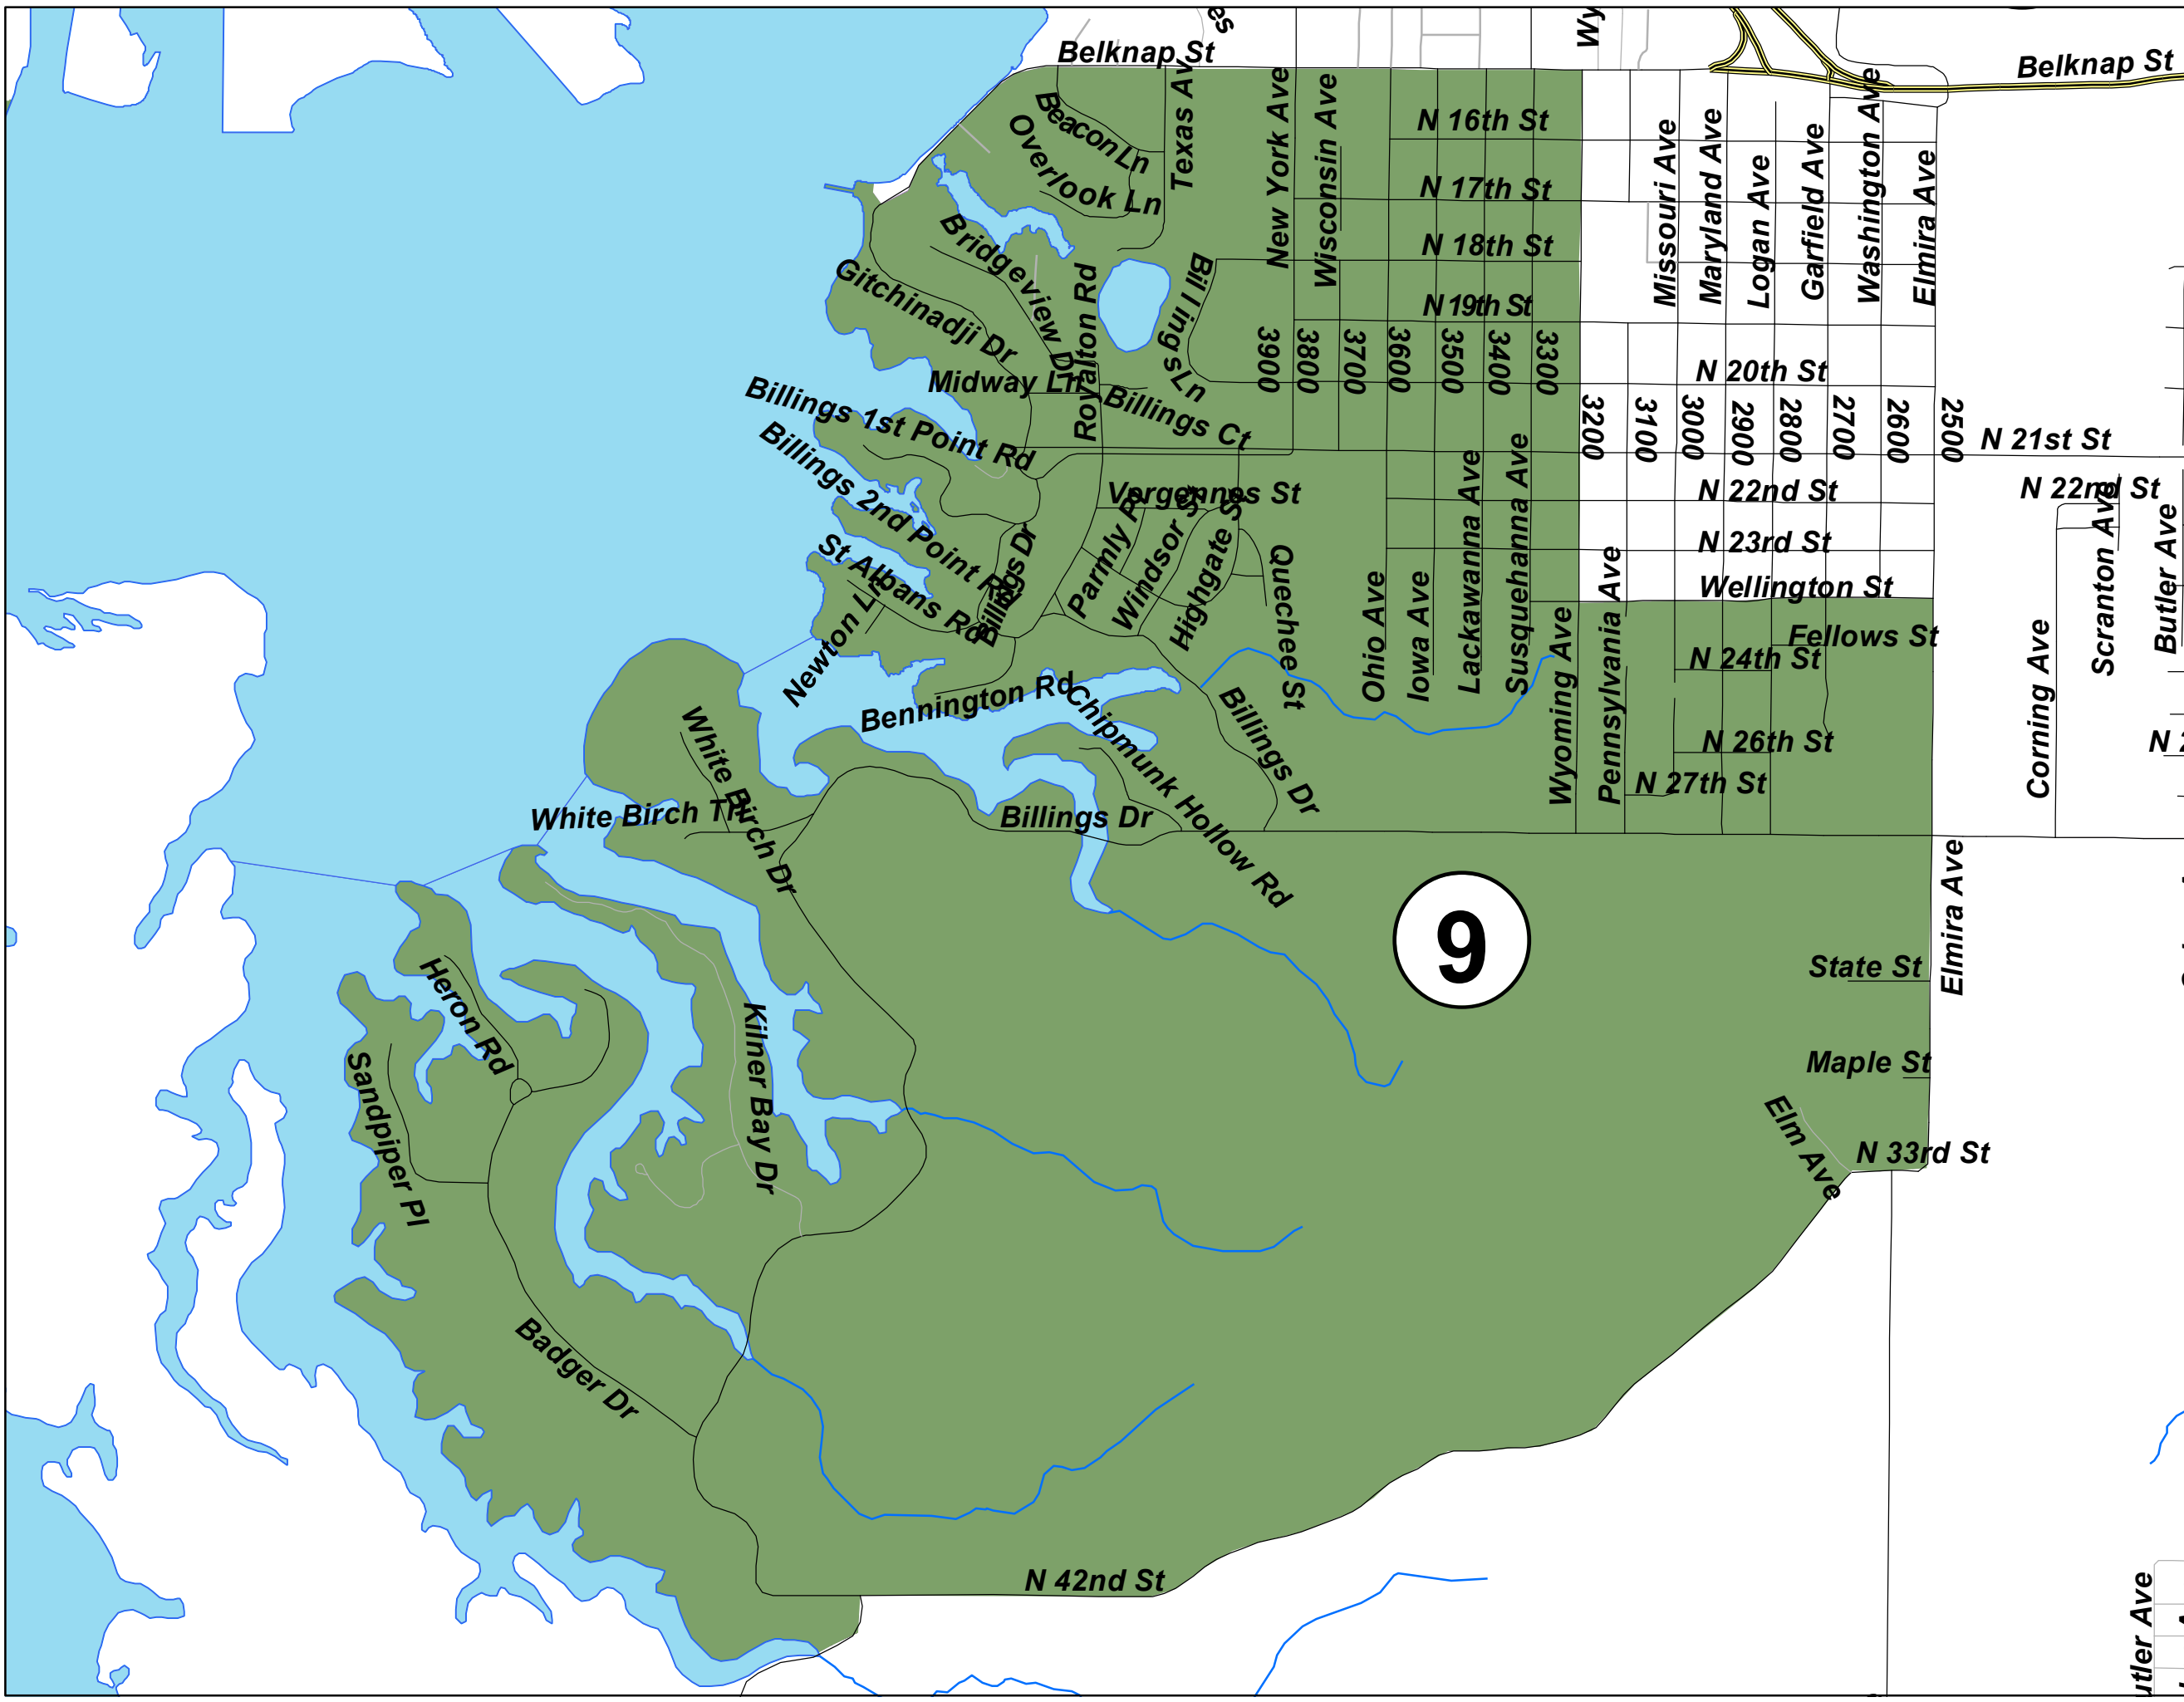 Belknap St
Belknap St
Beacon Ln
Overlook Ln
Texas Av
New York Ave
Wisconsin Ave
N 16th St
N 17th St
N 18th St
N 19th St
Missouri Ave
Maryland Ave
Logan Ave
Garfield Ave
Washington Ave
Elmira Ave
Bridgeview Dr
Gitchinadji Dr
Royalton Rd
Billings Ln
Midway Ln
Billings Ct
3900
3800
3700
3600
3500
3400
3300
N 20th St
3200
3100
3000
2900
2800
2700
2600
2500
N 21st St
Billings 1st Point Rd
Billings 2nd Point Rd
Vergennes St
N 22nd St
N 22nd St
N 23rd St
Wellington St
St Albans Rd
Newton Ln
Billings Dr
Parmly Pl
Windsor St
Highgate St
Quechee St
Ohio Ave
Iowa Ave
Lackawanna Ave
Susquehanna Ave
Wyoming Ave
Pennsylvania Ave
Fellows St
N 24th St
N 26th St
N 27th St
Corning Ave
Scranton Ave
Butler Ave
Bennington Rd
Chipmunk Hollow Rd
Billings Dr
Billings Dr
White Birch Trl
White Birch Dr
9
Elmira Ave
State St
Maple St
Elm Ave
N 33rd St
Heron Rd
Sandpiper Pl
Kilner Bay Dr
Badger Dr
N 42nd St
utler Ave